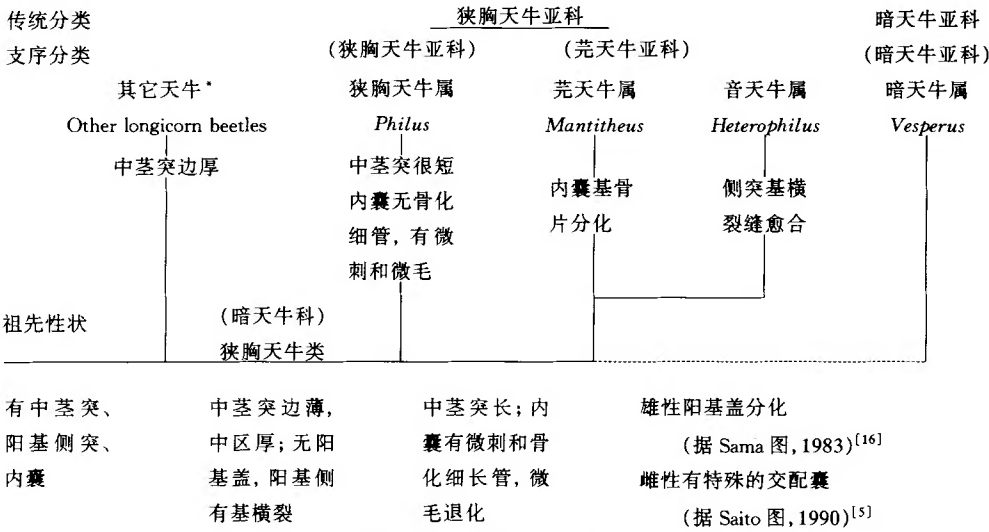 传统分类 狭胸天牛亚科 暗天牛亚科
支序分类 (狭胸天牛亚科) (芫天牛亚科) (暗天牛亚科)
其它天牛* 狭胸天牛属 芫天牛属 音天牛属 暗天牛属
Other longicorn beetles Philus Mantitheus Heterophilus Vesperus
中茎突边厚
中茎突很短
内囊无骨化
细管, 有微
刺和微毛
内囊基骨
片分化
侧突基横
裂缝愈合
祖先性状
(暗天牛科)
狭胸天牛类
有中茎突、
阳基侧突、
内囊
中茎突边薄,
中区厚; 无阳
基盖, 阳基侧
有基横裂
中茎突长; 内
囊有微刺和骨
化细长管, 微
毛退化
雄性阳基盖分化
(据 Sama 图, 1983)[16]
雌性有特殊的交配囊
(据 Saito 图, 1990)[5]